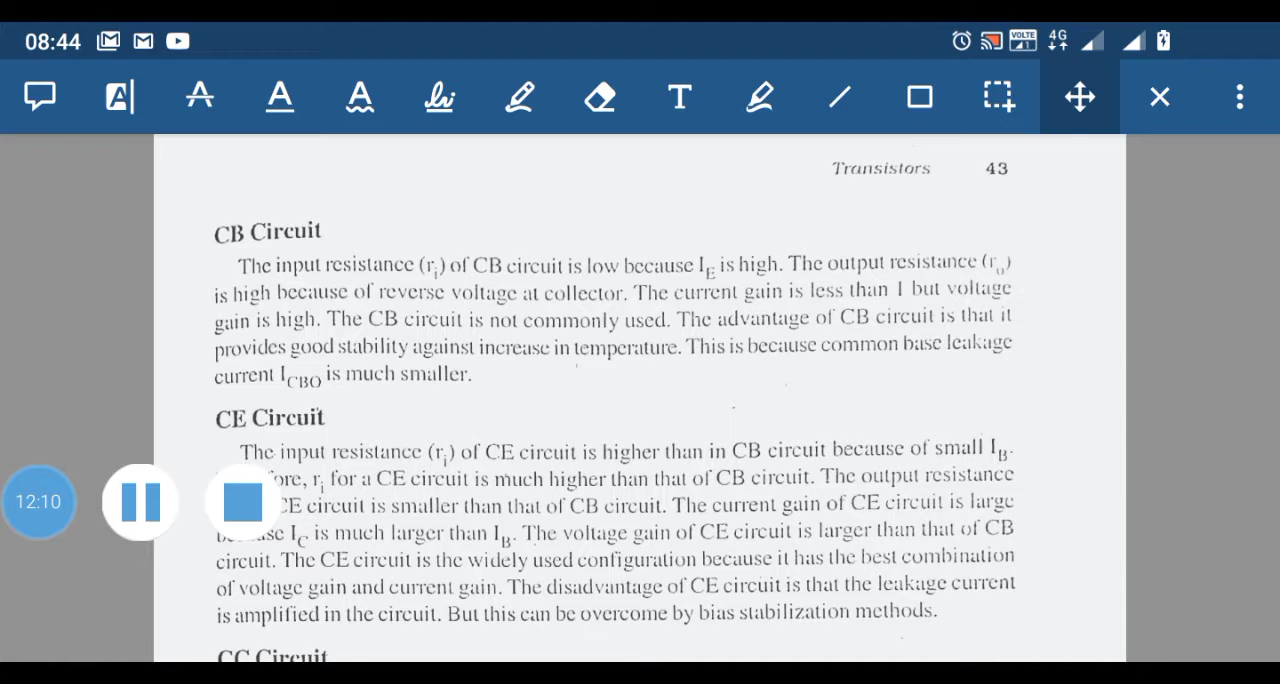 08:44
VOLTE 1 4G
A A A A T
Transistors 43
CB Circuit
The input resistance (ri) of CB circuit is low because IE is high. The output resistance (ro)
is high because of reverse voltage at collector. The current gain is less than 1 but voltage
gain is high. The CB circuit is not commonly used. The advantage of CB circuit is that it
provides good stability against increase in temperature. This is because common base leakage
current ICBO is much smaller.
CE Circuit
The input resistance (ri) of CE circuit is higher than in CB circuit because of small IB.
ore, ri for a CE circuit is much higher than that of CB circuit. The output resistance
12:10
CE circuit is smaller than that of CB circuit. The current gain of CE circuit is large
IC is much larger than IB. The voltage gain of CE circuit is larger than that of CB
circuit. The CE circuit is the widely used configuration because it has the best combination
of voltage gain and current gain. The disadvantage of CE circuit is that the leakage current
is amplified in the circuit. But this can be overcome by bias stabilization methods.
CC Circuit